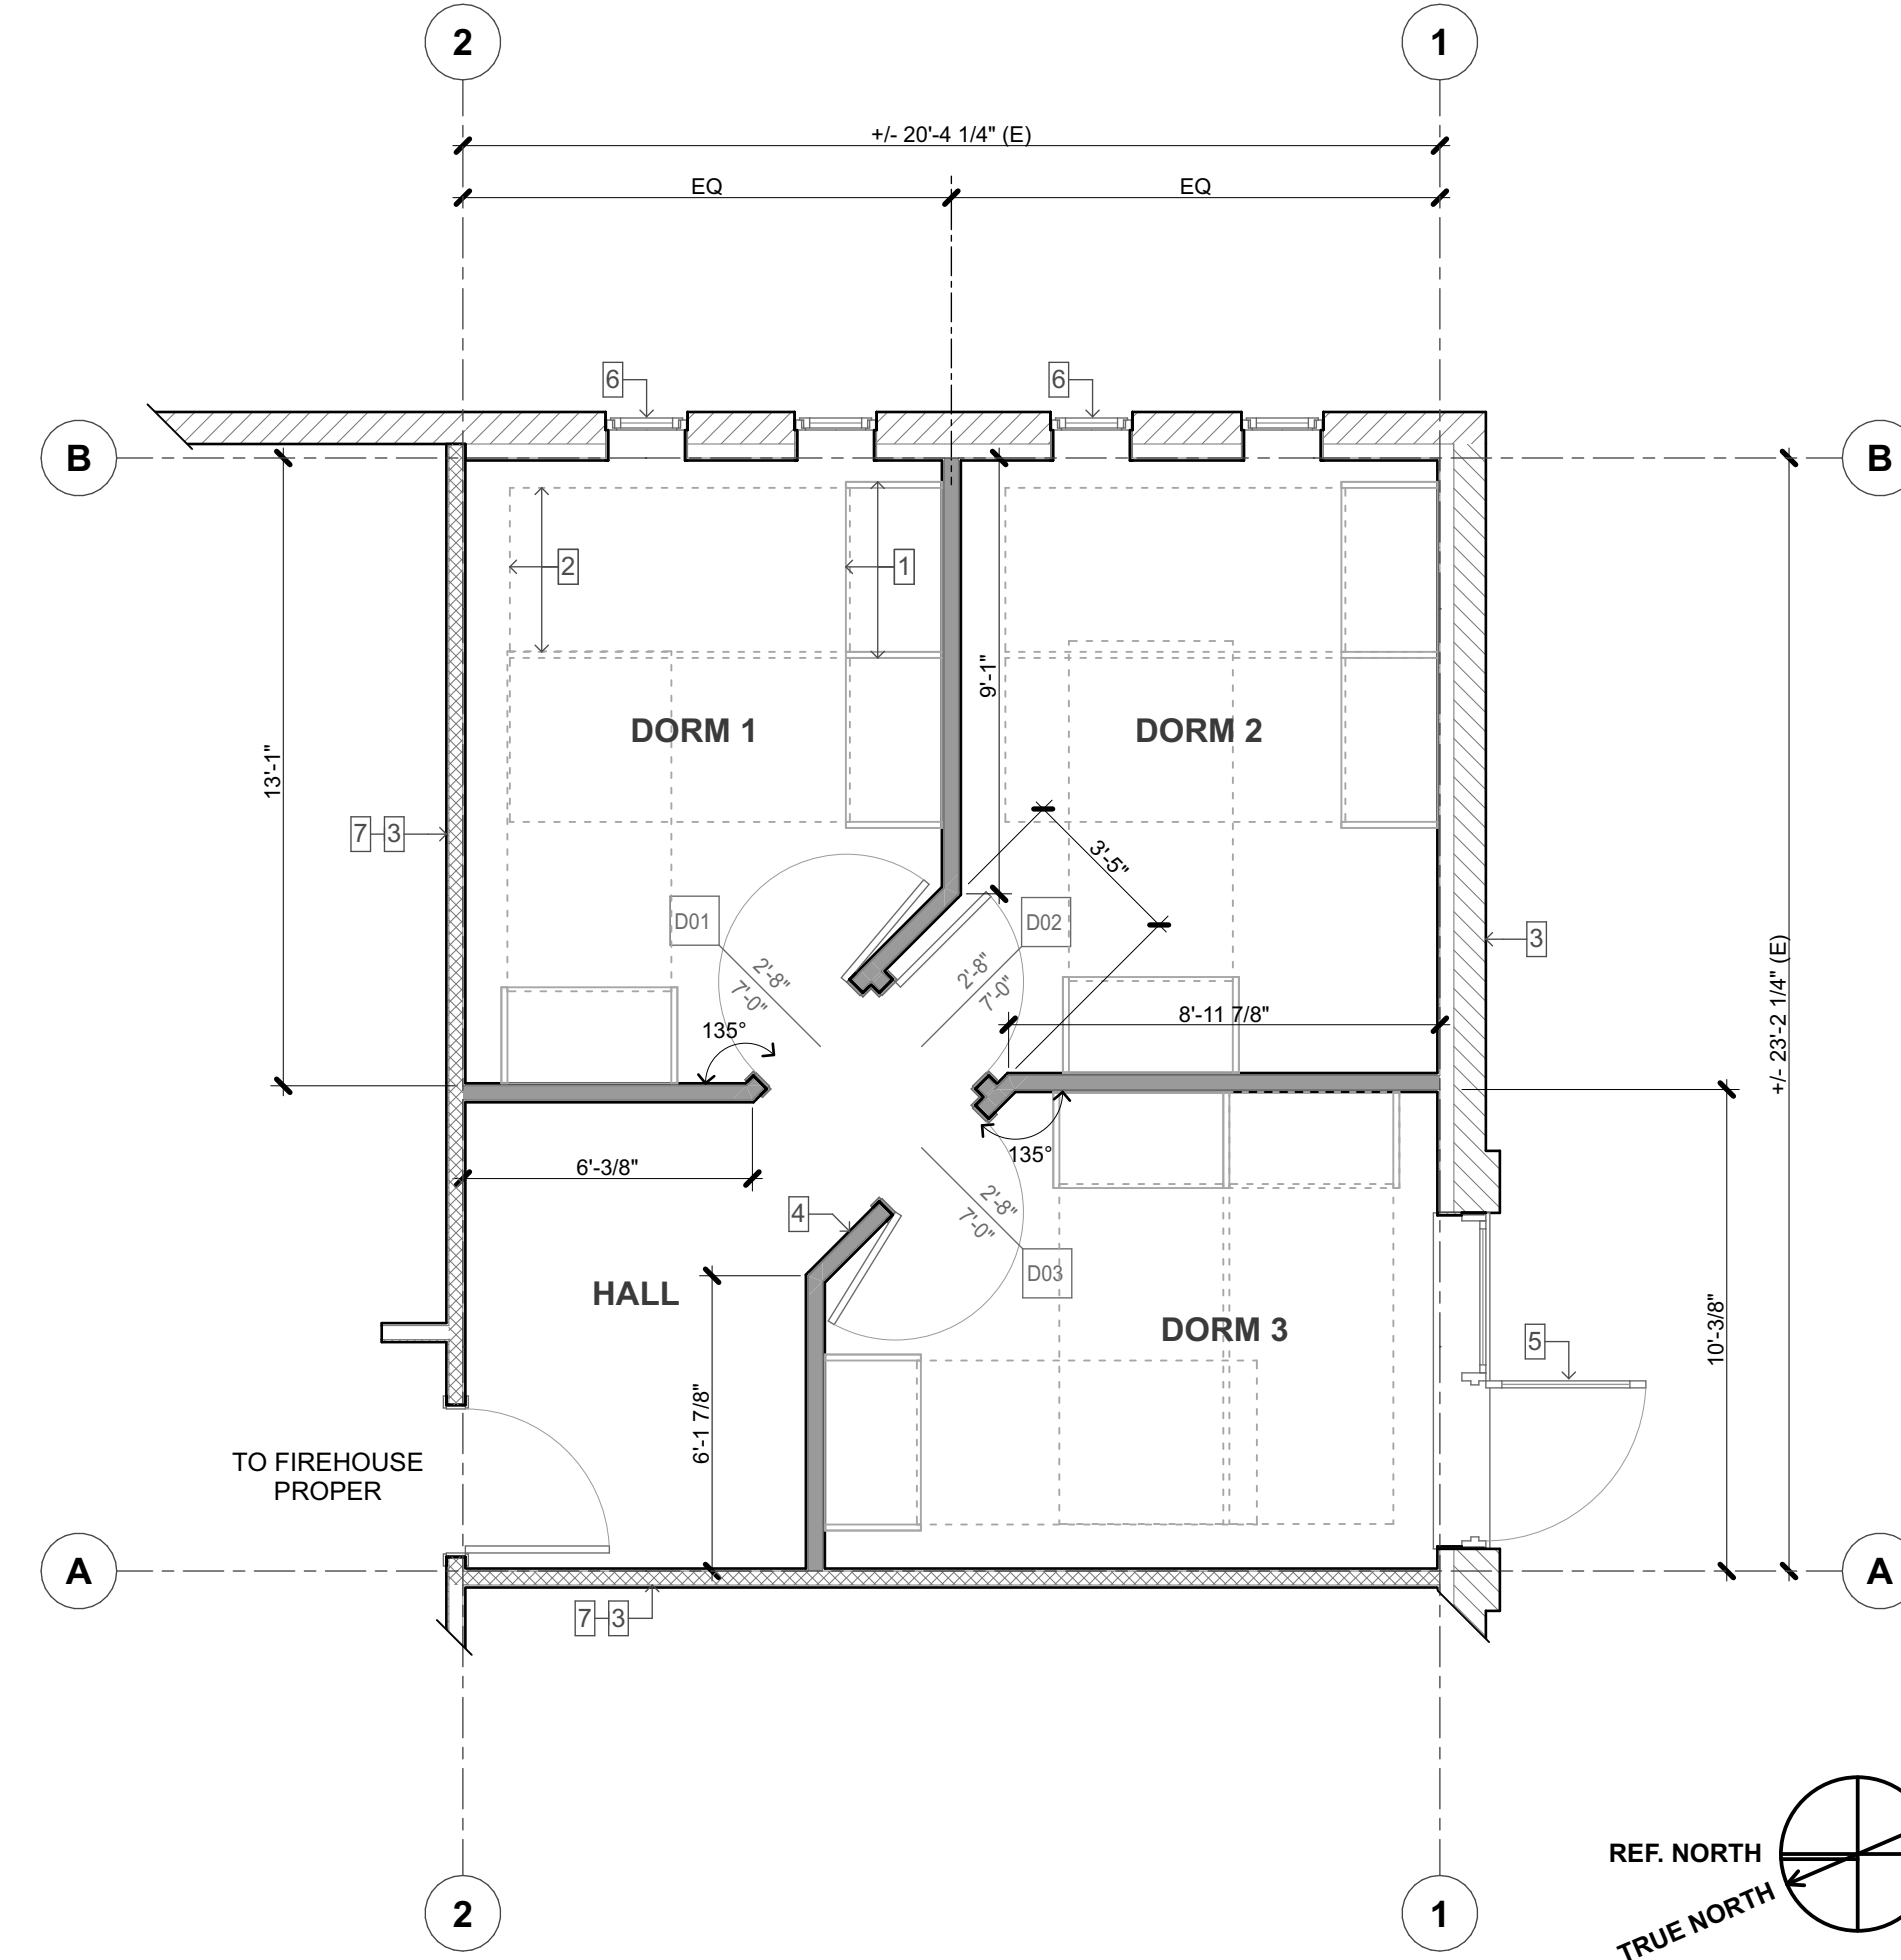 2
1
+/- 20'-4 1/4" (E)
EQ
EQ
6
6
B
B
2
1
9'-1"
DORM 1
DORM 2
13'-1"
7
3
3'-5"
D01
D02
3
2'-8"
7'-0"
2'-8"
7'-0"
+/- 23'-2 1/4" (E)
8'-11 7/8"
135°
135°
6'-3/8"
4
2'-8"
7'-0"
D03
HALL
DORM 3
10'-3/8"
5
6'-1 7/8"
TO FIREHOUSE
PROPER
A
A
7
3
REF. NORTH
TRUE NORTH
2
1